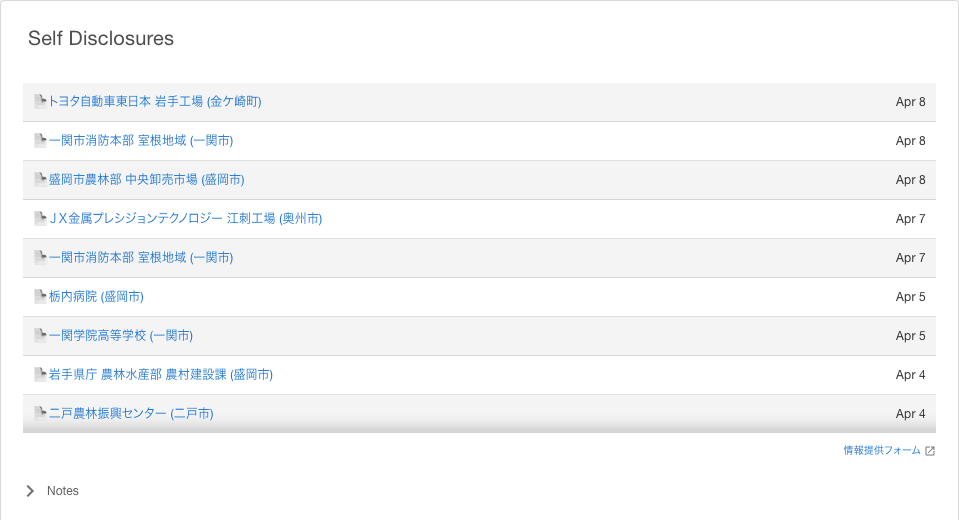 Self Disclosures
トヨタ自動車東日本 岩手工場 (金ケ崎町) Apr 8
一関市消防本部 室根地域 (一関市) Apr 8
盛岡市農林部 中央卸売市場 (盛岡市) Apr 8
ＪＸ金属プレシジョンテクノロジー 江刺工場 (奥州市) Apr 7
一関市消防本部 室根地域 (一関市) Apr 7
栃内病院 (盛岡市) Apr 5
一関学院高等学校 (一関市) Apr 5
岩手県庁 農林水産部 農村建設課 (盛岡市) Apr 4
二戸農林振興センター (二戸市) Apr 4
情報提供フォーム
Notes